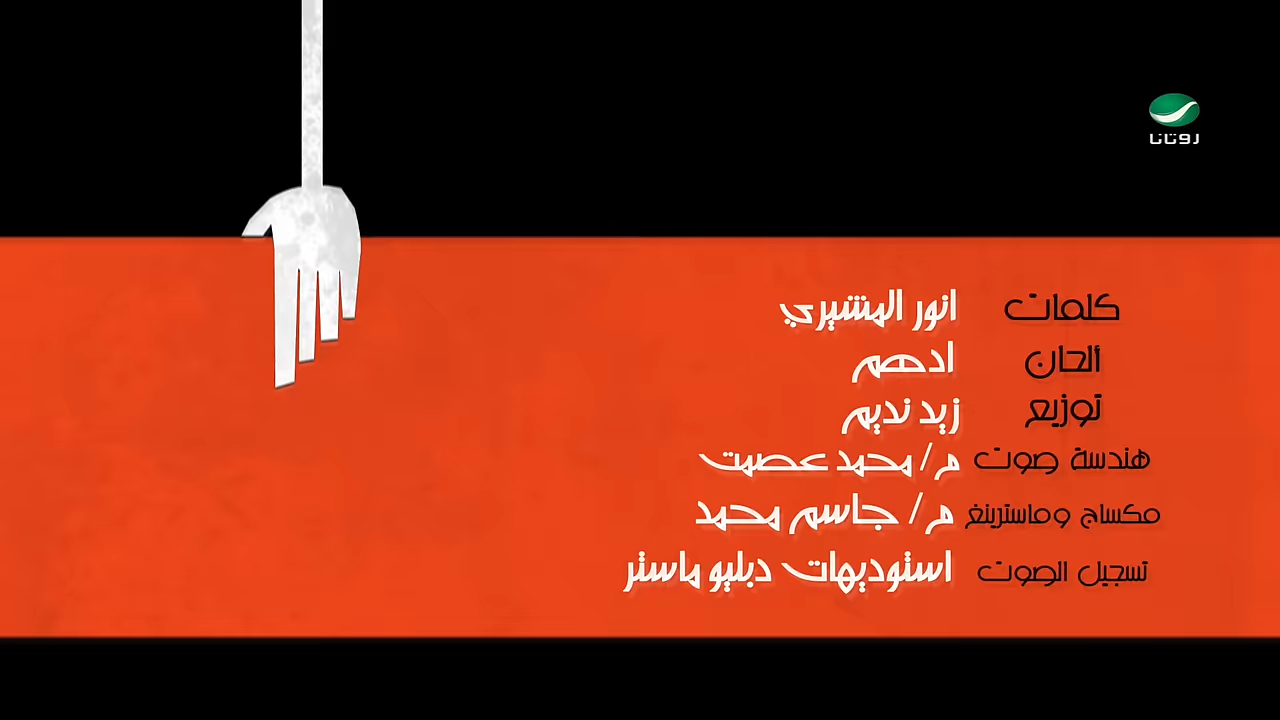 روتانا
كلمات انور المشيري
ألحان ادهم
توزيع زيد نديم
هندسة صوت م/ محمد عصمت
مكساج وماسترينغ م/ جاسم محمد
تسجيل الصوت استوديهات دبليو ماستر